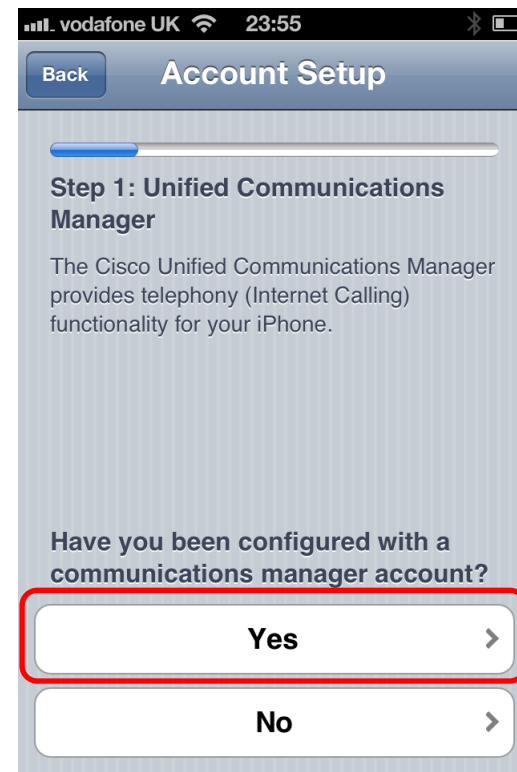 vodafone UK 23:55
Back Account Setup
Step 1: Unified Communications
Manager
The Cisco Unified Communications Manager
provides telephony (Internet Calling)
functionality for your iPhone.
Have you been configured with a
communications manager account?
Yes
No